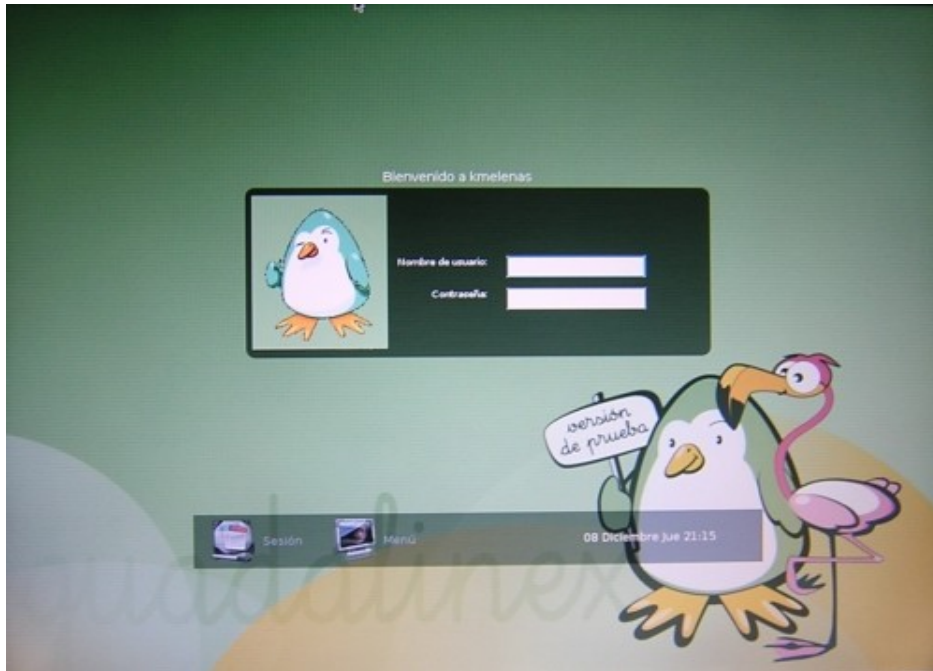 Bienvenido a kmelenas
Nombre de usuario:
Contraseña:
versión
de prueba
Sesión
Menú
08 Diciembre Jue 21:15
guadalinex